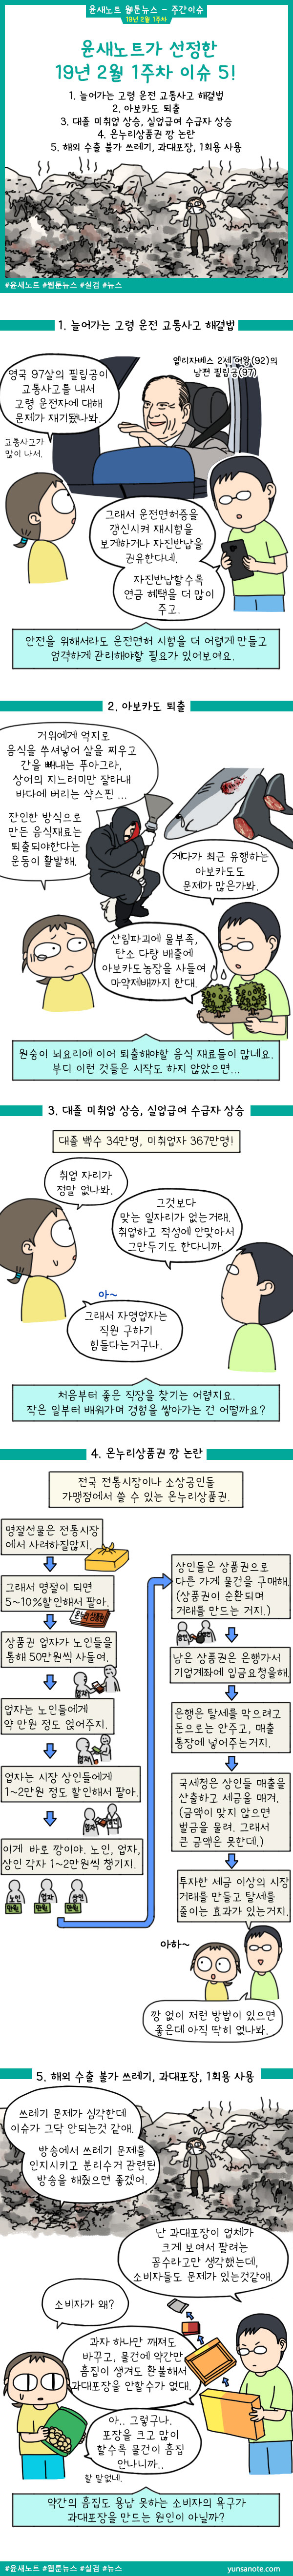 윤새노트 웹툰뉴스 - 주간이슈
19년 2월 1주차
윤새노트가 선정한
19년 2월 1주차 이슈 5!
1. 늘어가는 고령 운전 교통사고 해결법
2. 아보카도 퇴출
3. 대졸 미취업 상승, 실업급여 수급자 상승
4. 온누리상품권 깡 논란
5. 해외 수출 불가 쓰레기, 과대포장, 1회용 사용
#윤새노트 #웹툰뉴스 #실검 #뉴스
1. 늘어가는 고령 운전 교통사고 해결법
엘리자베스 2세 여왕(92)의
남편 필립공(97)
영국 97살의 필립공이
교통사고를 내서
고령 운전자에 대해
문제가 재기됐나봐.
교통사고가
많이 나서.
그래서 운전면허증을
갱신시켜 재시험을
보게하거나 자진반납을
권유한다네.
자진반납할수록
연금 혜택을 더 많이
주고.
안전을 위해서라도 운전면허 시험을 더 어렵게 만들고
엄격하게 관리해야할 필요가 있어보여요.
2. 아보카도 퇴출
거위에게 억지로
음식을 쑤셔넣어 살을 찌우고
간을 빼내는 푸아그라,
상어의 지느러미만 잘라내
바다에 버리는 샥스핀 ...
잔인한 방식으로
만든 음식재료는
퇴출되야한다는
운동이 활발해.
게다가 최근 유행하는
아보카도도
문제가 많은가봐.
산림파괴에 물부족,
탄소 다량 배출에
아보카도농장을 사들여
마약재배까지 한대.
원숭이 뇌요리에 이어 퇴출해야할 음식 재료들이 많네요.
부디 이런 것들은 시작도 하지 않았으면...
3. 대졸 미취업 상승, 실업급여 수급자 상승
대졸 백수 34만명, 미취업자 367만명!
취업 자리가
정말 없나봐.
그것보다
맞는 일자리가 없는거래.
취업하고 적성에 안맞아서
그만두기도 한다니까.
아~
그래서 자영업자는
직원 구하기
힘들다는거구나.
처음부터 좋은 직장을 찾기는 어렵지요.
작은 일부터 배워가며 경험을 쌓아가는 건 어떨까요?
4. 온누리상품권 깡 논란
전국 전통시장이나 소상공인들
가맹점에서 쓸 수 있는 온누리상품권.
명절선물은 전통시장
에서 사려하질않지.
그래서 명절이 되면
5~10%할인해서 팔아.
온누리상품권
상품권 업자가 노인들을
통해 50만원씩 사들여.
업자
업자는 노인들에게
약 만원 정도 얹어주지.
업자
업자는 시장 상인들에게
1~2만원 정도 할인해서 팔아.
업자
이게 바로 깡이야. 노인, 업자,
상인 각자 1~2만원씩 챙기지.
노인
업자
상인
만원
만원
만원
상인들은 상품권으로
다른 가게 물건을 구매해.
(상품권이 순환되며
거래를 만드는 거지.)
상인
상인
남은 상품권은 은행가서
기업계좌에 입금요청을해.
은행은 탈세를 막으려고
돈으로는 안주고, 매출
통장에 넣어주는거지.
국세청은 상인들 매출을
산출하고 세금을 매겨.
(금액이 맞지 않으면
벌금을 물려. 그래서
큰 금액은 못한데.)
투자한 세금 이상의 시장
거래를 만들고 탈세를
줄이는 효과가 있는거지.
아하~
깡 없이 저런 방법이 있으면
좋은데 아직 딱히 없나봐.
5. 해외 수출 불가 쓰레기, 과대포장, 1회용 사용
쓰레기 문제가 심각한데
이슈가 그닥 안되는것 같애.
방송에서 쓰레기 문제를
인지시키고 분리수거 관련된
방송을 해줬으면 좋겠어.
난 과대포장이 업체가
크게 보여서 팔려는
꼼수라고만 생각했는데,
소비자들도 문제가 있는것같애.
소비자가 왜?
과자 하나만 깨져도
바꾸고, 물건에 약간만
흠집이 생겨도 환불해서
과대포장을 안할수가 없대.
아.. 그렇구나.
포장을 크고 많이
할수록 물건이 흠집
안나니까..
할 말없네.
약간의 흠집도 용납 못하는 소비자의 욕구가
과대포장을 만드는 원인이 아닐까?
#윤새노트 #웹툰뉴스 #실검 #뉴스
yunsanote.com